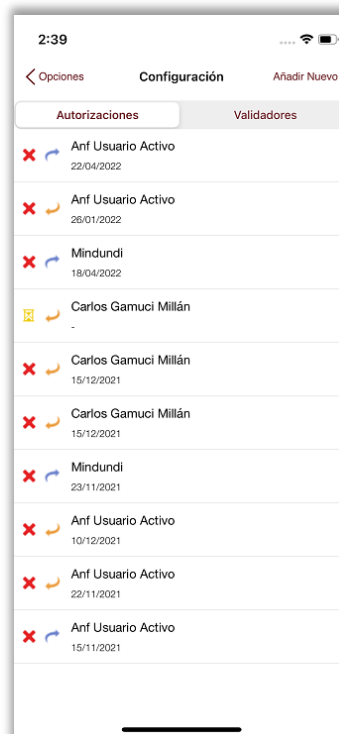 2:39
Opciones
Configuración
Añadir Nuevo
Autorizaciones
Validadores
Anf Usuario Activo
22/04/2022
Anf Usuario Activo
26/01/2022
Mindundi
18/04/2022
Carlos Gamuci Millán
-
Carlos Gamuci Millán
15/12/2021
Carlos Gamuci Millán
15/12/2021
Mindundi
23/11/2021
Anf Usuario Activo
10/12/2021
Anf Usuario Activo
22/11/2021
Anf Usuario Activo
15/11/2021